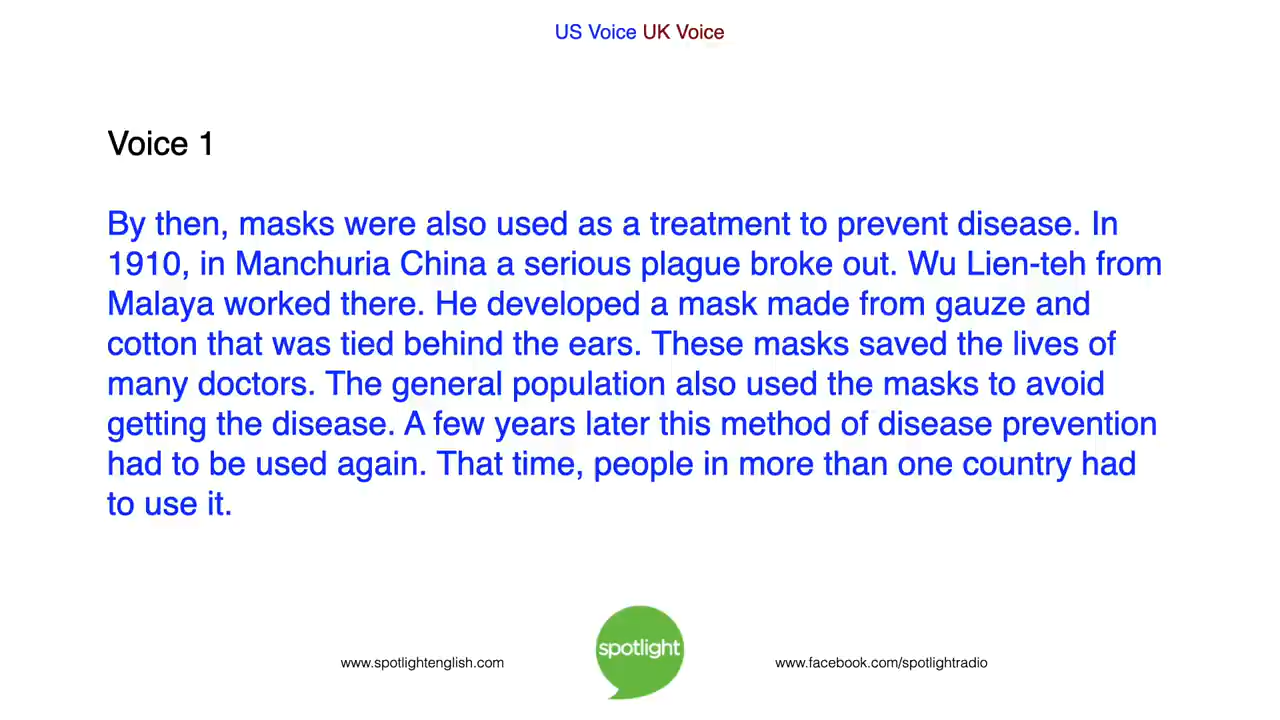 US Voice UK Voice
Voice 1
By then, masks were also used as a treatment to prevent disease. In
1910, in Manchuria China a serious plague broke out. Wu Lien-teh from
Malaya worked there. He developed a mask made from gauze and
cotton that was tied behind the ears. These masks saved the lives of
many doctors. The general population also used the masks to avoid
getting the disease. A few years later this method of disease prevention
had to be used again. That time, people in more than one country had
to use it.
www.spotlightenglish.com
spotlight
www.facebook.com/spotlightradio